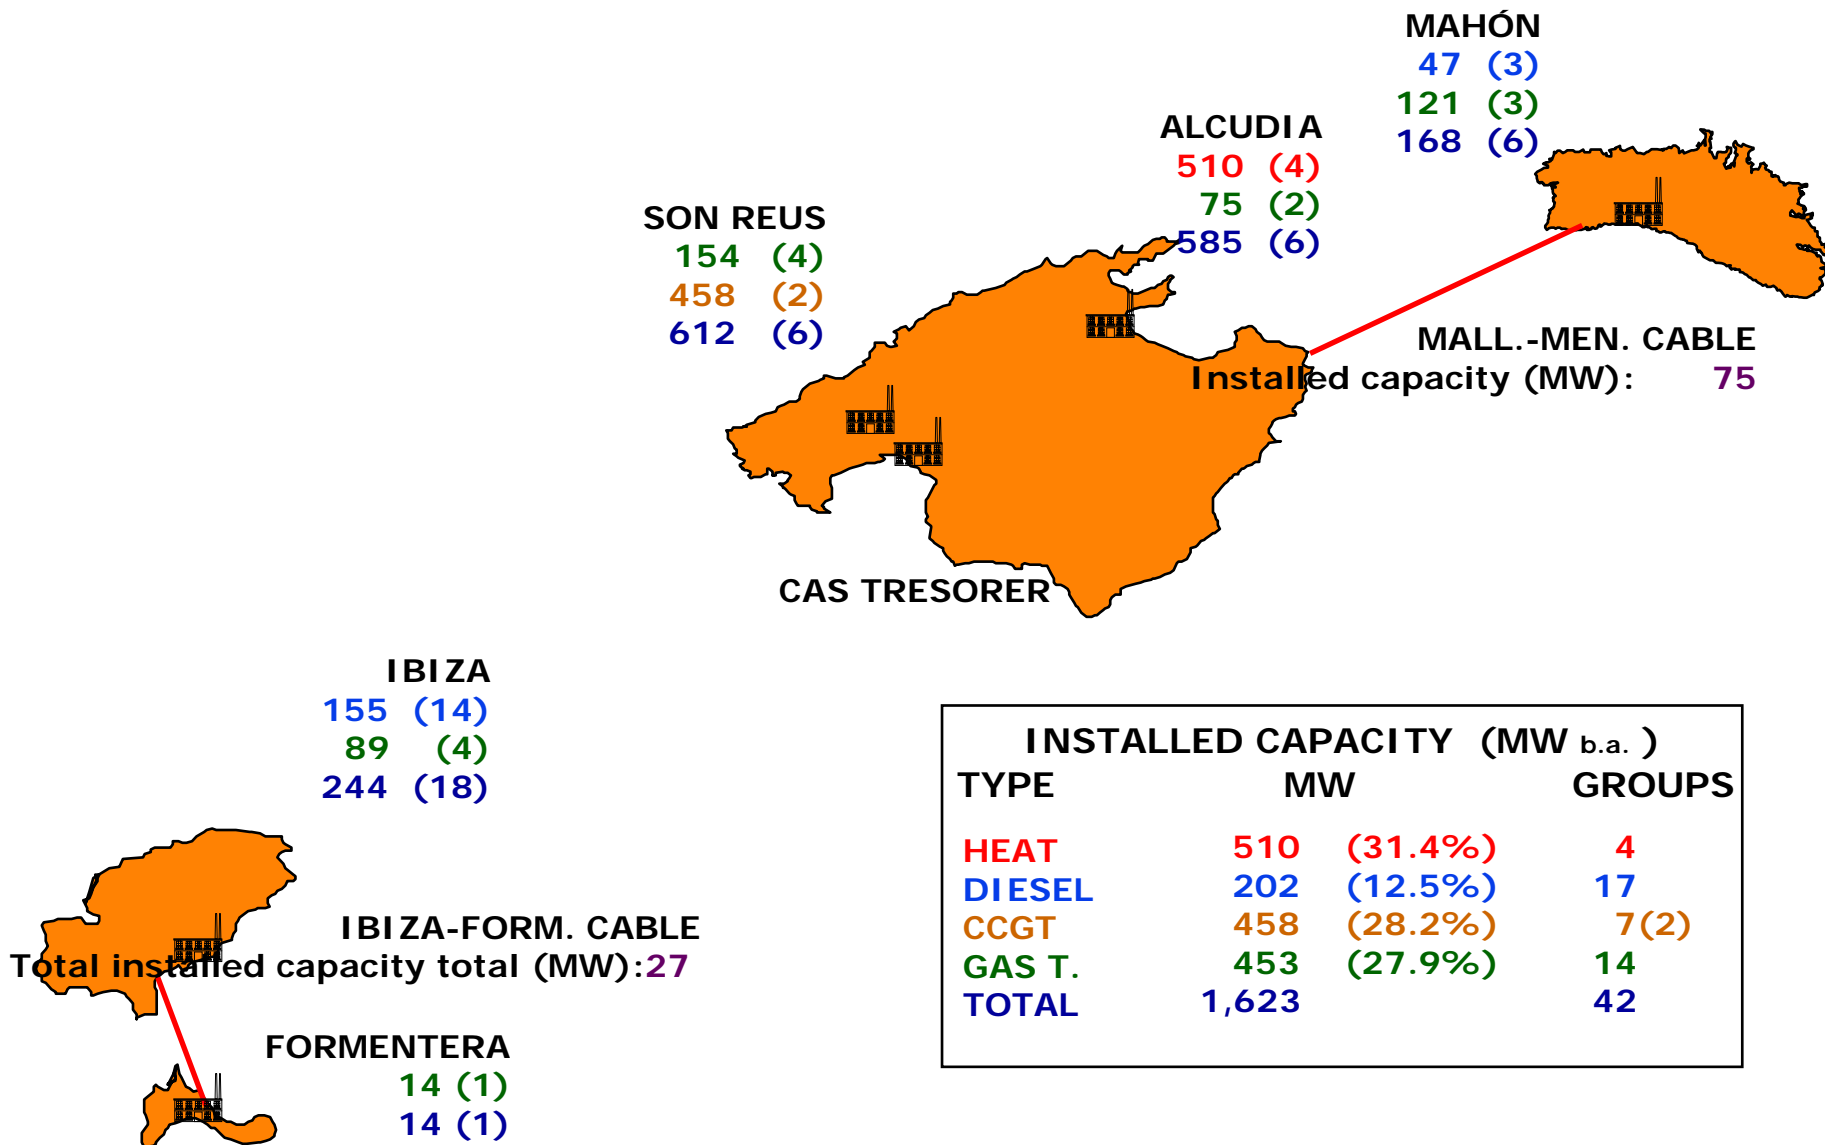 MAHÓN
47 (3)
121 (3)
168 (6)
ALCUDIA
510 (4)
75 (2)
585 (6)
SON REUS
154 (4)
458 (2)
612 (6)
MALL.-MEN. CABLE
Installed capacity (MW): 75
CAS TRESORER
IBIZA
155 (14)
89 (4)
244 (18)
IBIZA-FORM. CABLE
Total installed capacity total (MW):27
FORMENTERA
14 (1)
14 (1)
INSTALLED CAPACITY (MW b.a. )
TYPE MW GROUPS
HEAT 510 (31.4%) 4
DIESEL 202 (12.5%) 17
CCGT 458 (28.2%) 7(2)
GAS T. 453 (27.9%) 14
TOTAL 1,623 42